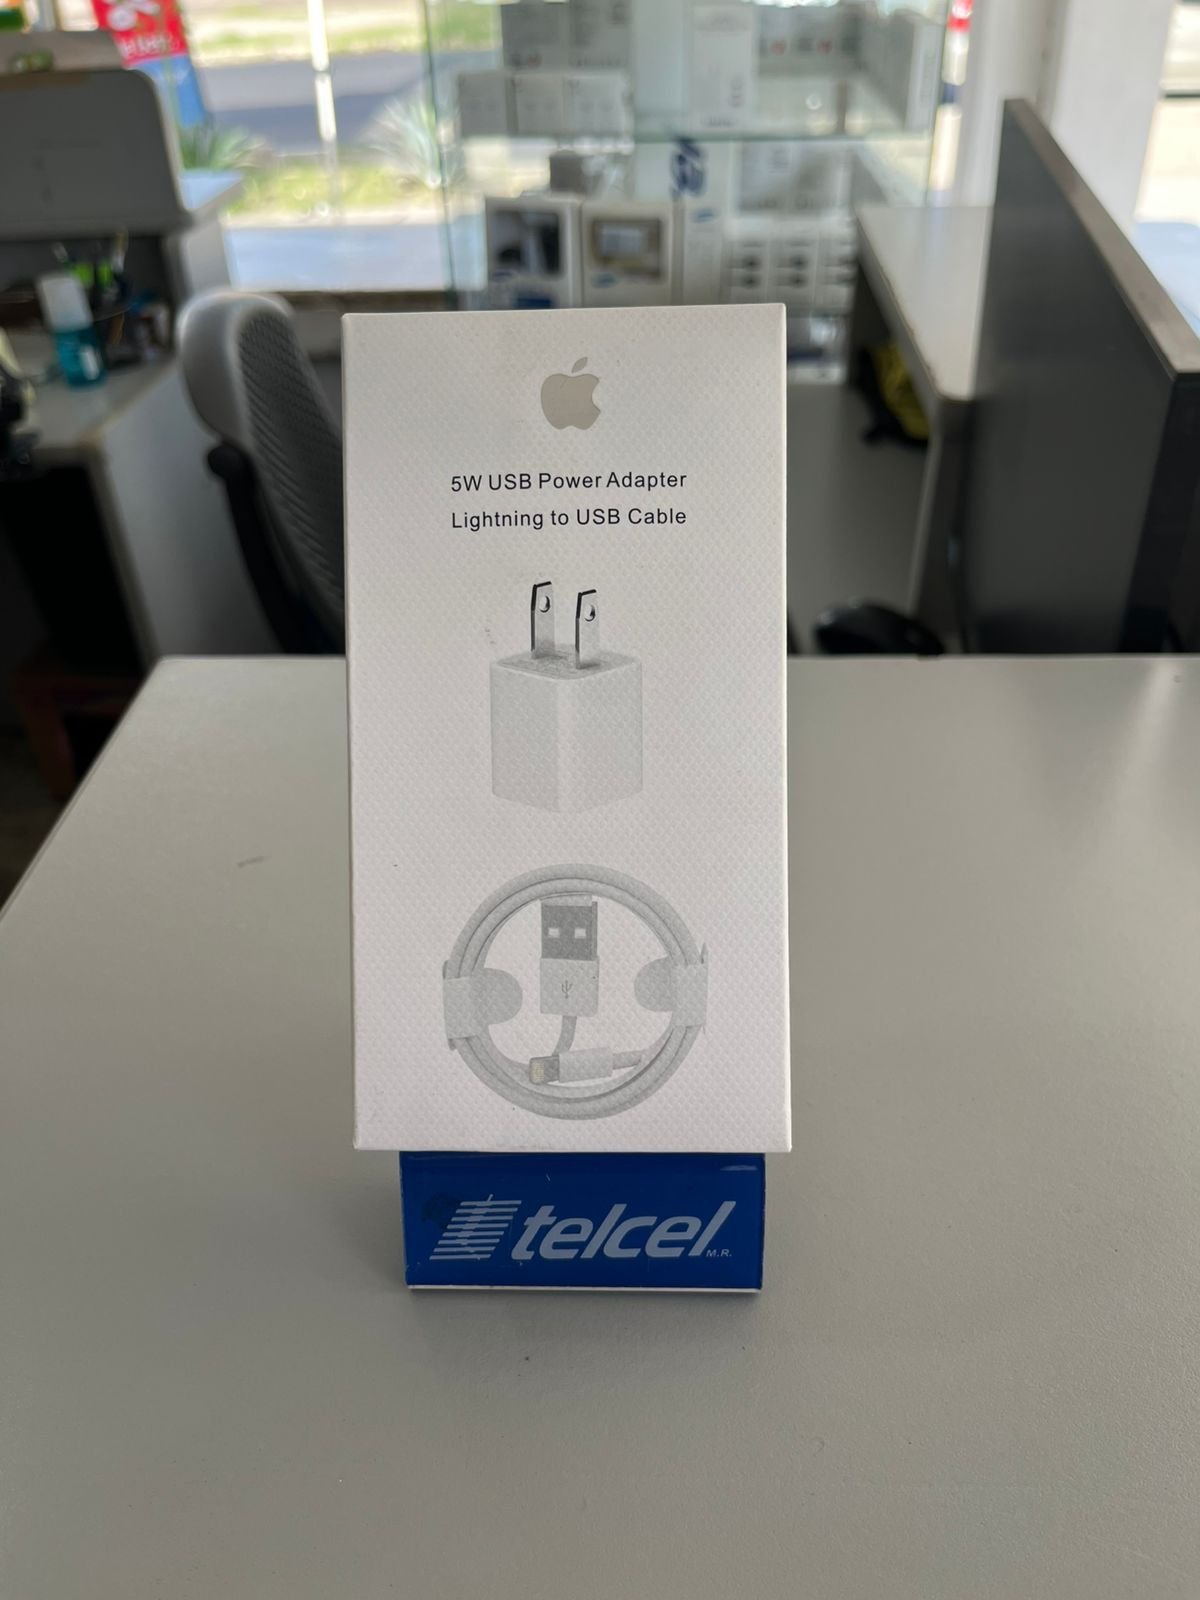 5W USB Power Adapter
Lightning to USB Cable
telcel
M.R.